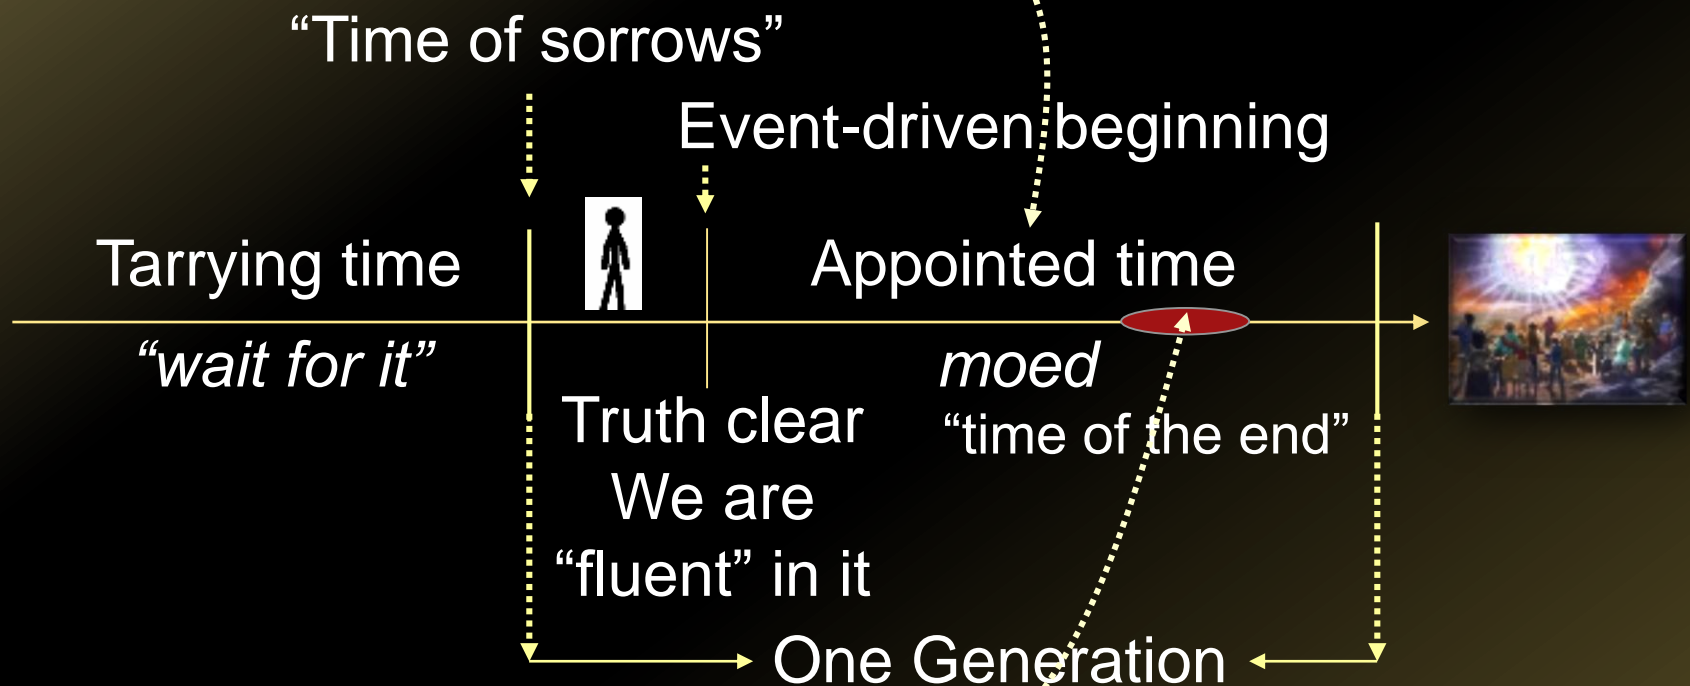 “Time of sorrows”
Event-driven beginning
Tarrying time
Appointed time
“wait for it”
moed
“time of the end”
Truth clear
We are
“fluent” in it
One Generation